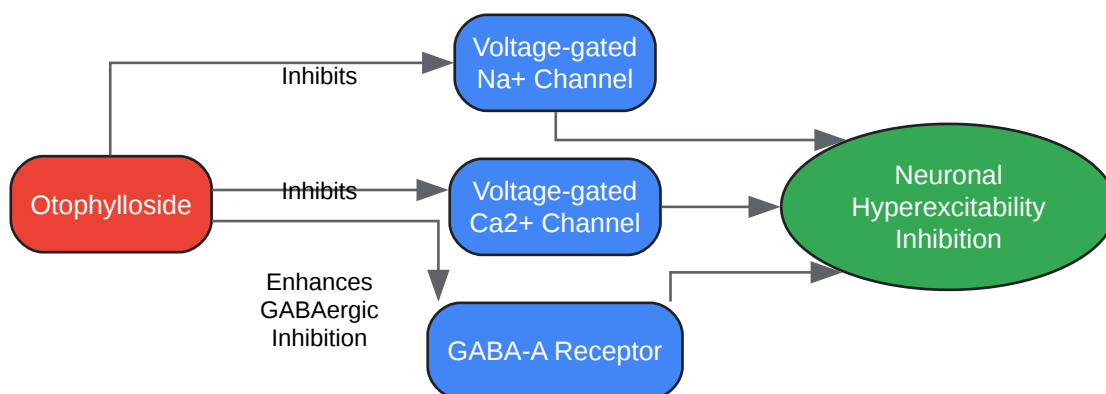 Voltage-gated
Na+ Channel
Inhibits
Otophylloside
Inhibits
Voltage-gated
Ca2+ Channel
Neuronal
Hyperexcitability
Inhibition
Enhances
GABAergic
Inhibition
GABA-A Receptor